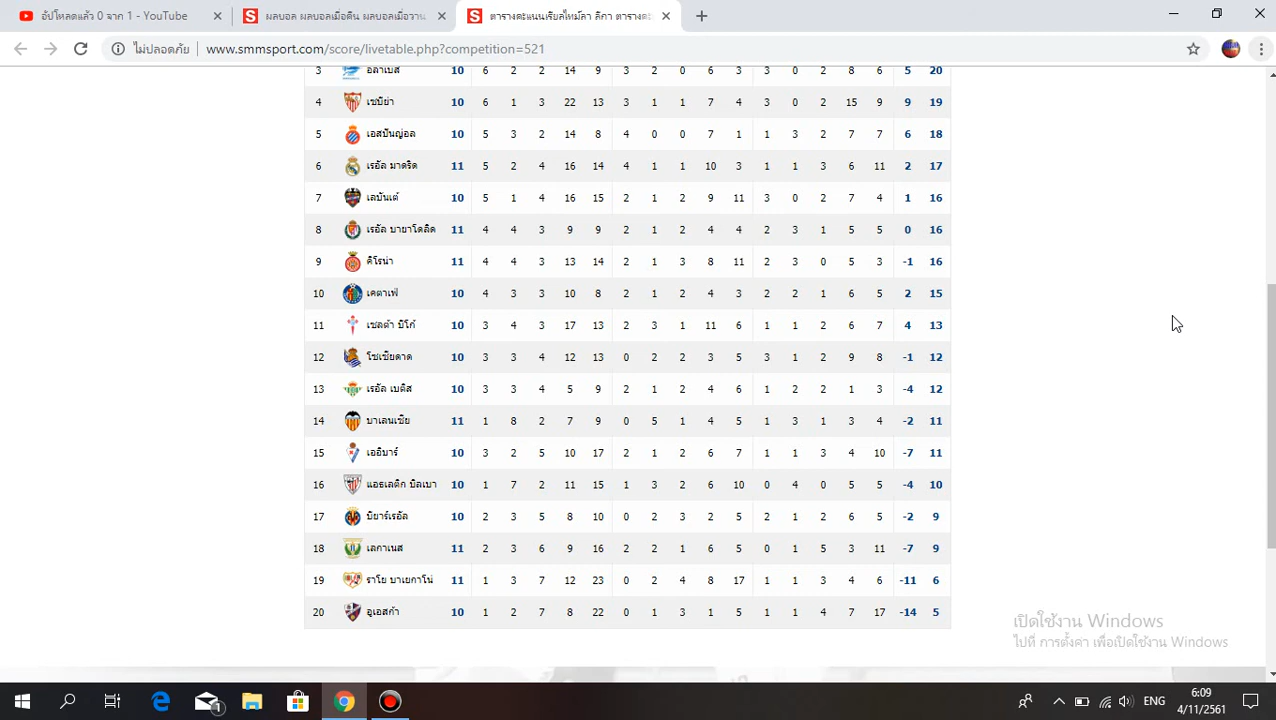 อัปโหลดแล้ว 0 จาก 1 - YouTube
ผลบอล ผลบอลเมื่อคืน ผลบอลเมื่อวาน
ตารางคะแนนเรียลไทม์ลา ลีกา ตารางคะ
ไม่ปลอดภัย www.smmsport.com/score/livetable.php?competition=521
3 อลาเบส 10 6 2 2 14 9 3 2 0 6 3 3 0 2 8 6 5 20
4 เซบีย่า 10 6 1 3 22 13 3 1 1 7 4 3 0 2 15 9 9 19
5 เอสปันญ่อล 10 5 3 2 14 8 4 0 0 7 1 1 3 2 7 7 6 18
6 เรอัล มาดริด 11 5 2 4 16 14 4 1 1 10 3 1 1 3 6 11 2 17
7 เลบันเต้ 10 5 1 4 16 15 2 1 2 9 11 3 0 2 7 4 1 16
8 เรอัล บายาโดลิด 11 4 4 3 9 9 2 1 2 4 4 2 3 1 5 5 0 16
9 คิโรน่า 11 4 4 3 13 14 2 1 3 8 11 2 3 0 5 3 -1 16
10 เคตาเฟ่ 10 4 3 3 10 8 2 1 2 4 3 2 2 1 6 5 2 15
11 เซลต้า บีโก้ 10 3 4 3 17 13 2 3 1 11 6 1 1 2 6 7 4 13
12 โซเซียดาด 10 3 3 4 12 13 0 2 2 3 5 3 1 2 9 8 -1 12
13 เรอัล เบติส 10 3 3 4 5 9 2 1 2 4 6 1 2 2 1 3 -4 12
14 บาเลนเซีย 11 1 8 2 7 9 0 5 1 4 5 1 3 1 3 4 -2 11
15 เออิบาร์ 10 3 2 5 10 17 2 1 2 6 7 1 1 3 4 10 -7 11
16 แอธเลติก บิลเบา 10 1 7 2 11 15 1 3 2 6 10 0 4 0 5 5 -4 10
17 บียาร์เรอัล 10 2 3 5 8 10 0 2 3 2 5 2 1 2 6 5 -2 9
18 เลกาเนส 11 2 3 6 9 16 2 2 1 6 5 0 1 5 3 11 -7 9
19 ราโย บาเยกาโน่ 11 1 3 7 12 23 0 2 4 8 17 1 1 3 4 6 -11 6
20 อูเอสก้า 10 1 2 7 8 22 0 1 3 1 5 1 1 4 7 17 -14 5
เปิดใช้งาน Windows
ไปที่ การตั้งค่า เพื่อเปิดใช้งาน Windows
1
ENG
6:09
4/11/2561